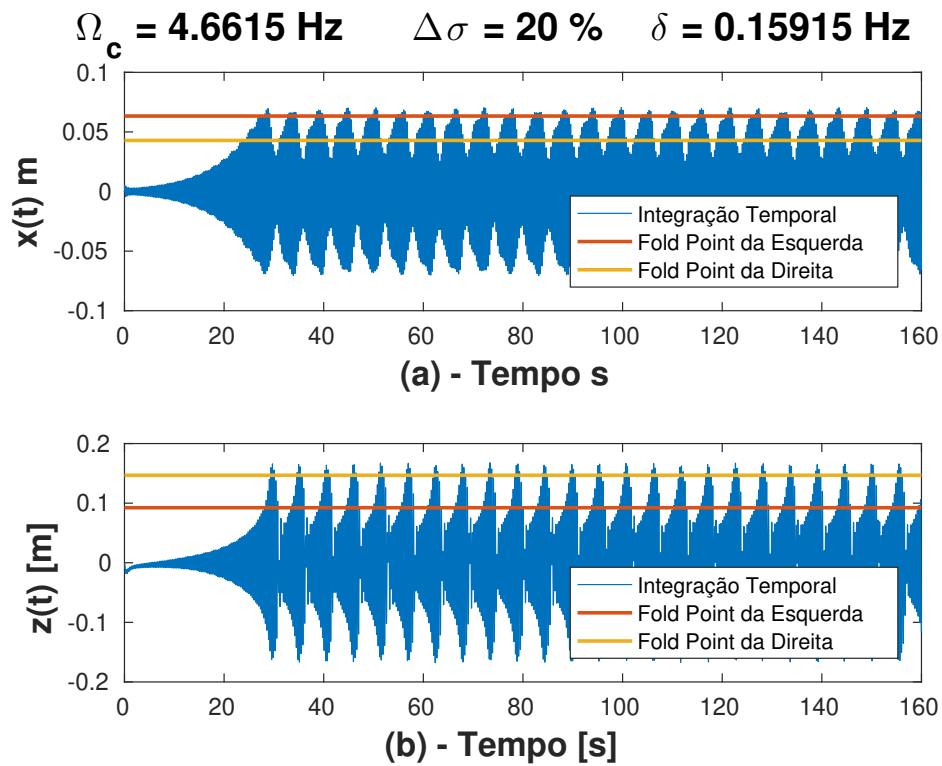 Ω_c = 4.6615 Hz Δσ = 20 % δ = 0.15915 Hz
0.1
0.05
0
-0.05
-0.1
x(t) m
Integração Temporal
Fold Point da Esquerda
Fold Point da Direita
0 20 40 60 80 100 120 140 160
(a) - Tempo s
0.2
0.1
0
-0.1
-0.2
z(t) [m]
Integração Temporal
Fold Point da Esquerda
Fold Point da Direita
0 20 40 60 80 100 120 140 160
(b) - Tempo [s]